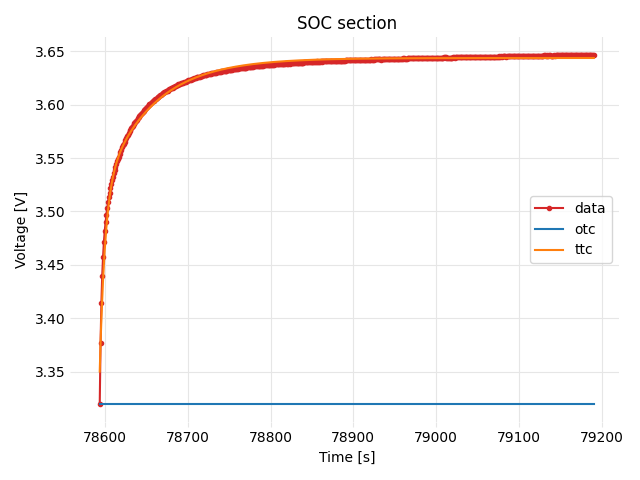 SOC section
Voltage [V]
3.65
3.60
3.55
3.50
3.45
3.40
3.35
data
otc
ttc
78600 78700 78800 78900 79000 79100 79200
Time [s]